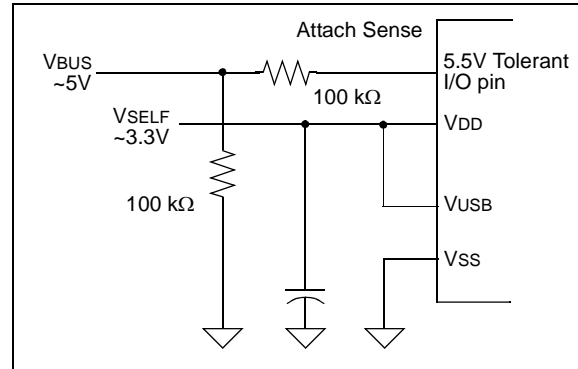 Attach Sense
VBUS
~5V
5.5V Tolerant
I/O pin
100 kΩ
VSELF
~3.3V
VDD
100 kΩ
VUSB
VSS